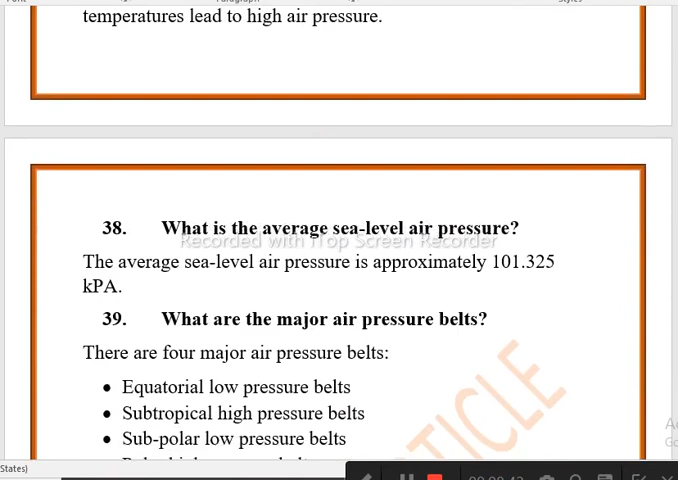 temperatures lead to high air pressure.
38. What is the average sea-level air pressure?
Recorded with iTop Screen Recorder
The average sea-level air pressure is approximately 101.325
kPA.
39. What are the major air pressure belts?
There are four major air pressure belts:
• Equatorial low pressure belts
• Subtropical high pressure belts
• Sub-polar low pressure belts
TICLE
States)